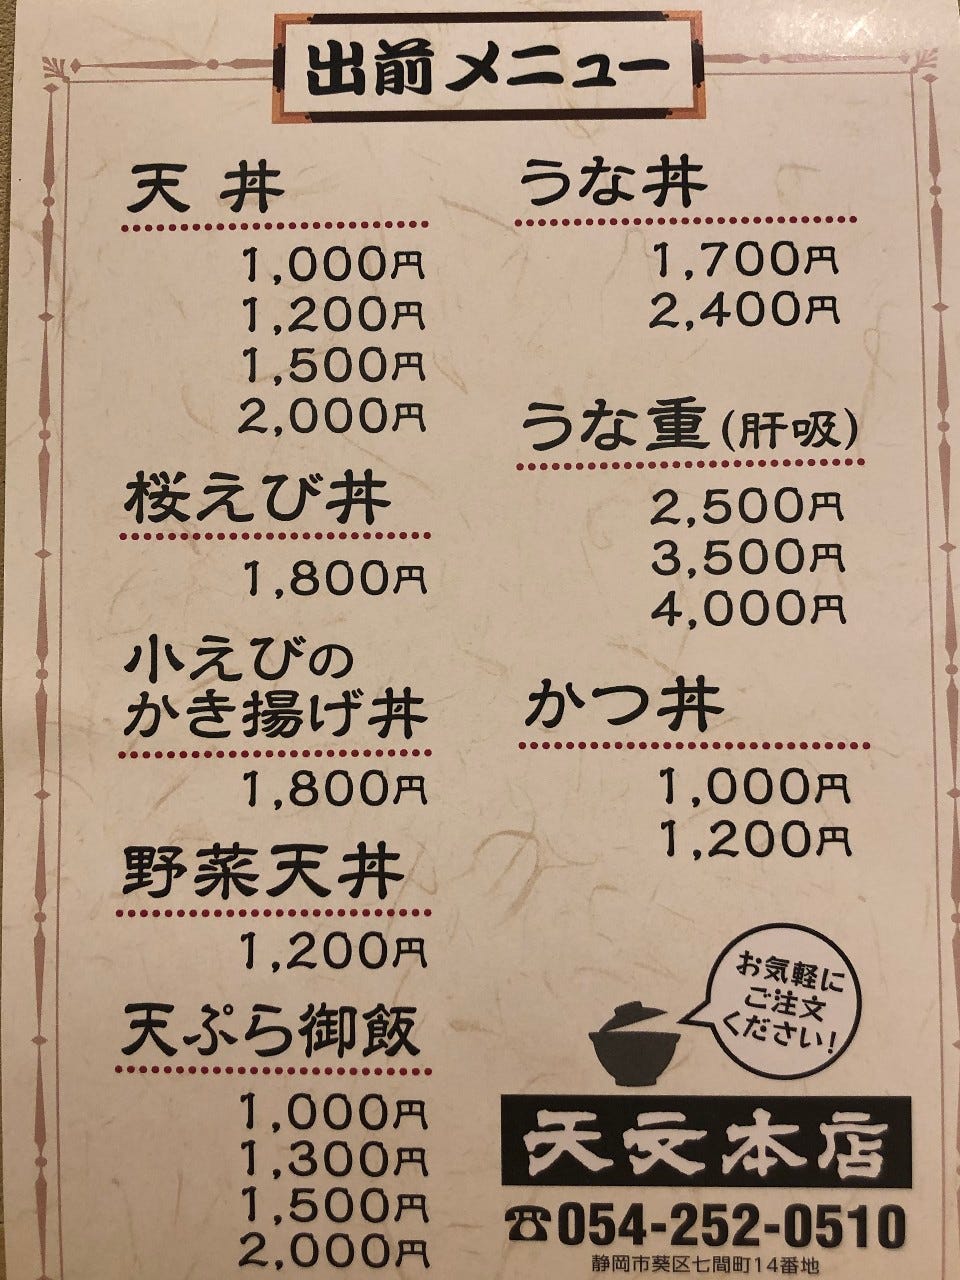 出前メニュー
天丼
1,000円
1,200円
1,500円
2,000円
桜えび丼
1,800円
小えびの
かき揚げ丼
1,800円
野菜天丼
1,200円
天ぷら御飯
1,000円
1,300円
1,500円
2,000円
うな丼
1,700円
2,400円
うな重(肝吸)
2,500円
3,500円
4,000円
かつ丼
1,000円
1,200円
お気軽に
ご注文
ください!
天文本店
☎054-252-0510
静岡市葵区七間町14番地